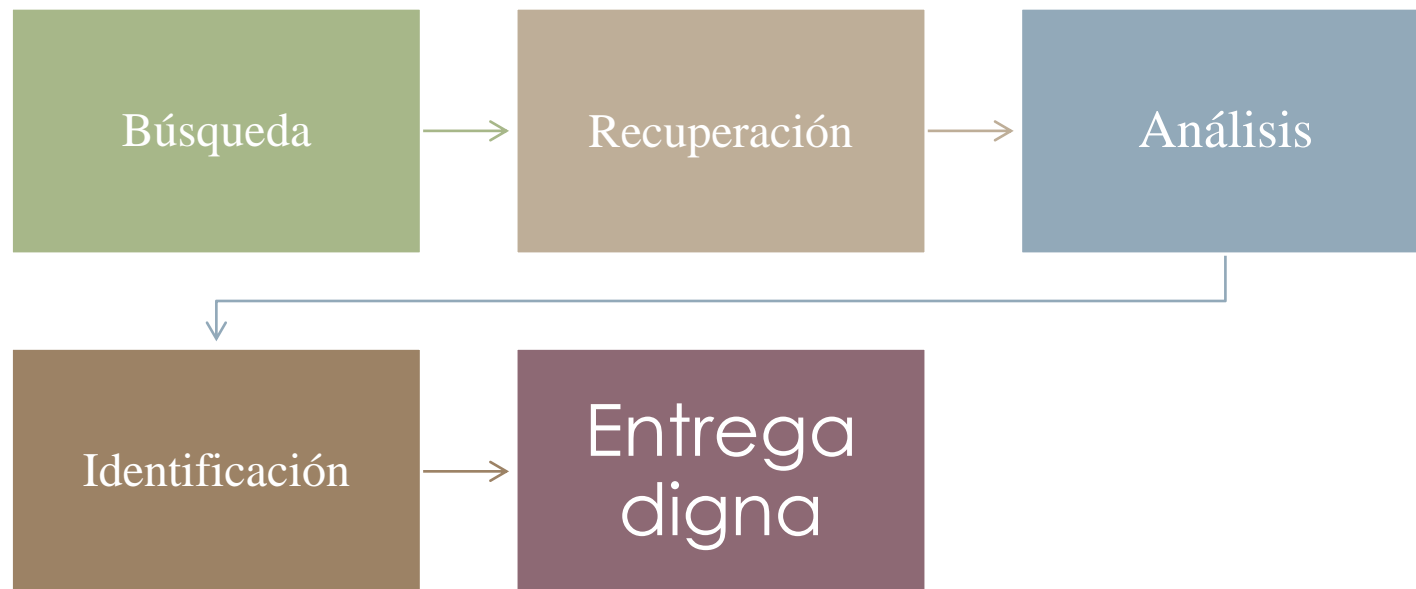 Búsqueda
Recuperación
Análisis
Identificación
Entrega
digna